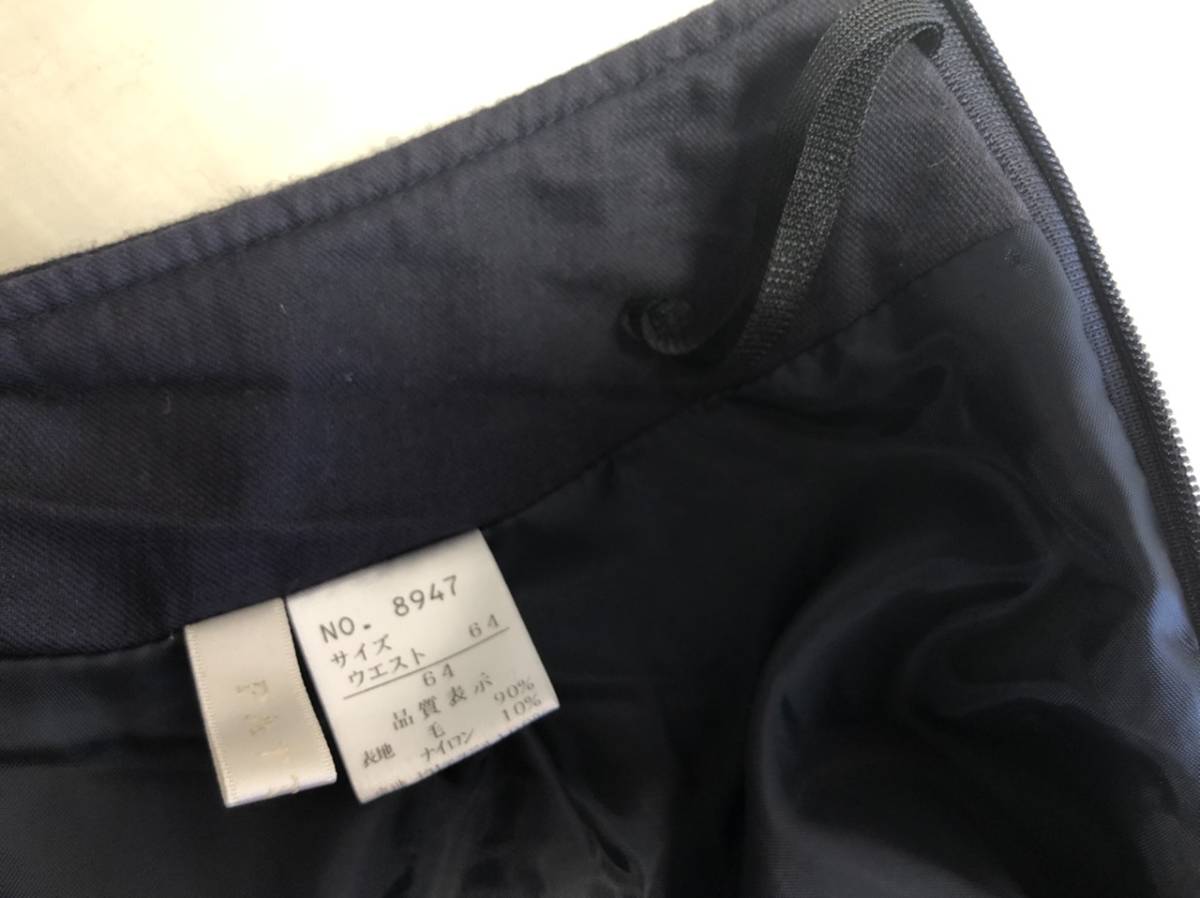 NO. 8947
サイズ 64
ウエスト
64
品質表示
表地 毛 90%
ナイロン 10%